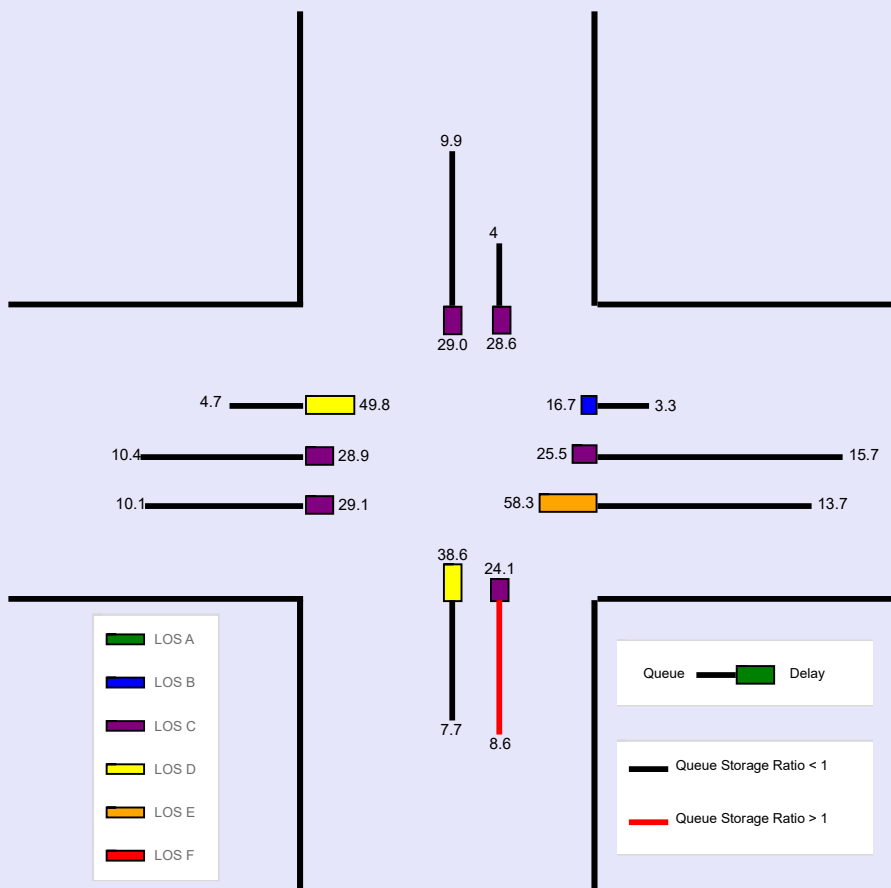 9.9
4
29.0
28.6
4.7
49.8
16.7
3.3
10.4
28.9
25.5
15.7
10.1
29.1
58.3
13.7
38.6
24.1
7.7
8.6
LOS A
LOS B
LOS C
LOS D
LOS E
LOS F
Queue
Delay
Queue Storage Ratio < 1
Queue Storage Ratio > 1